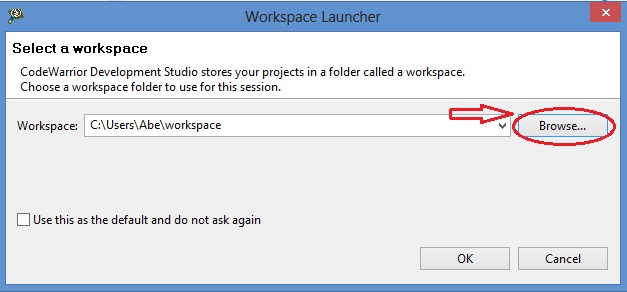 Workspace Launcher
Select a workspace
CodeWarrior Development Studio stores your projects in a folder called a workspace.
Choose a workspace folder to use for this session.
Workspace: C:\Users\Abe\workspace Browse...
Use this as the default and do not ask again
OK Cancel